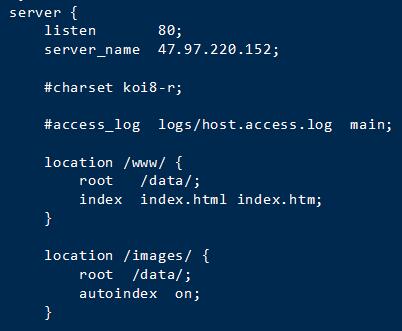 server {
    listen       80;
    server_name  47.97.220.152;
    #charset koi8-r;
    #access_log  logs/host.access.log  main;
    location /www/ {
        root   /data/;
        index  index.html index.htm;
    }
    location /images/ {
        root  /data/;
        autoindex  on;
    }